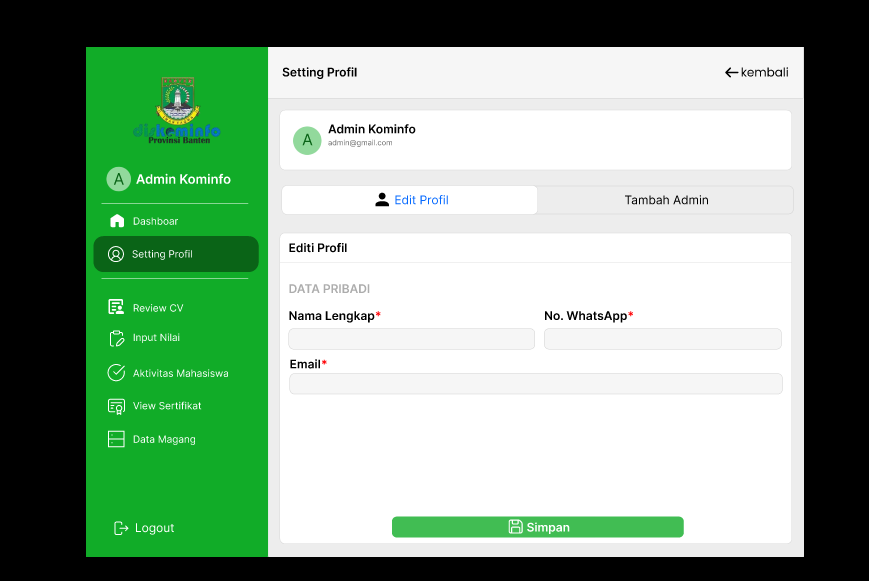 diskominfo
Provinsi Banten
A Admin Kominfo
Dashboar
Setting Profil
Review CV
Input Nilai
Aktivitas Mahasiswa
View Sertifikat
Data Magang
Logout
Setting Profil
kembali
A
Admin Kominfo
admin@gmail.com
Edit Profil
Tambah Admin
Editi Profil
DATA PRIBADI
Nama Lengkap*
No. WhatsApp*
Email*
Simpan